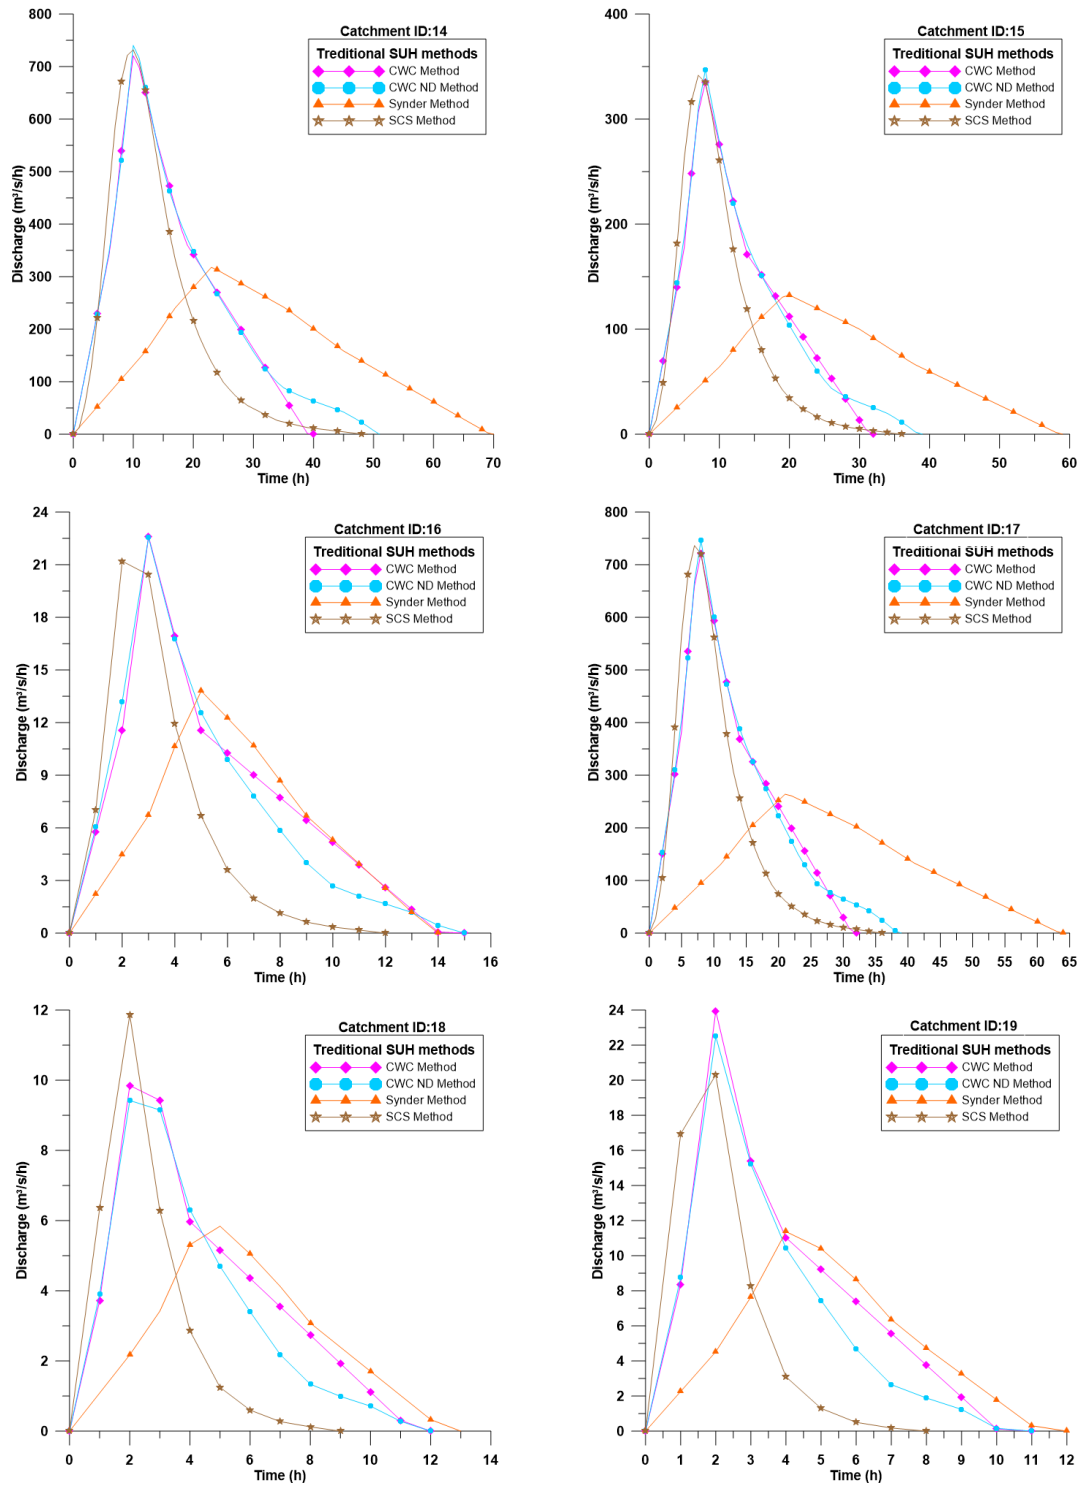 Catchment ID:14
Treditional SUH methods
CWC Method
CWC ND Method
Synder Method
SCS Method
Discharge (m³/s/h)
800
700
600
500
400
300
200
100
0
0 10 20 30 40 50 60 70
Time (h)
Catchment ID:15
Treditional SUH methods
CWC Method
CWC ND Method
Synder Method
SCS Method
Discharge (m³/s/h)
400
300
200
100
0
0 10 20 30 40 50 60
Time (h)
Catchment ID:16
Treditional SUH methods
CWC Method
CWC ND Method
Synder Method
SCS Method
Discharge (m³/s/h)
24
21
18
15
12
9
6
3
0
0 2 4 6 8 10 12 14 16
Time (h)
Catchment ID:17
Treditional SUH methods
CWC Method
CWC ND Method
Synder Method
SCS Method
Discharge (m³/s/h)
800
700
600
500
400
300
200
100
0
0 5 10 15 20 25 30 35 40 45 50 55 60 65
Time (h)
Catchment ID:18
Treditional SUH methods
CWC Method
CWC ND Method
Synder Method
SCS Method
Discharge (m³/s/h)
12
10
8
6
4
2
0
0 2 4 6 8 10 12 14
Time (h)
Catchment ID:19
Treditional SUH methods
CWC Method
CWC ND Method
Synder Method
SCS Method
Discharge (m³/s/h)
24
22
20
18
16
14
12
10
8
6
4
2
0
0 1 2 3 4 5 6 7 8 9 10 11 12
Time (h)